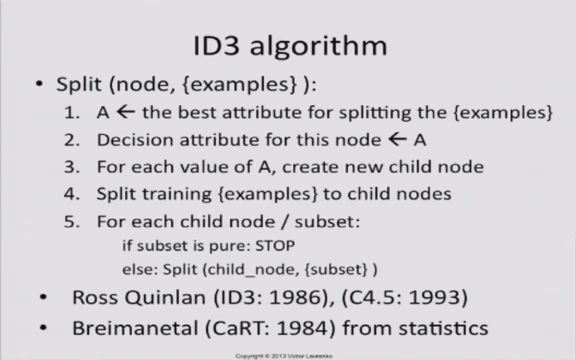 ID3 algorithm
• Split (node, {examples} ):
1. A ← the best attribute for splitting the {examples}
2. Decision attribute for this node ← A
3. For each value of A, create new child node
4. Split training {examples} to child nodes
5. For each child node / subset:
if subset is pure: STOP
else: Split (child_node, {subset} )
• Ross Quinlan (ID3: 1986), (C4.5: 1993)
• Breimanetal (CaRT: 1984) from statistics
Copyright © 2013 Victor Lavrenko